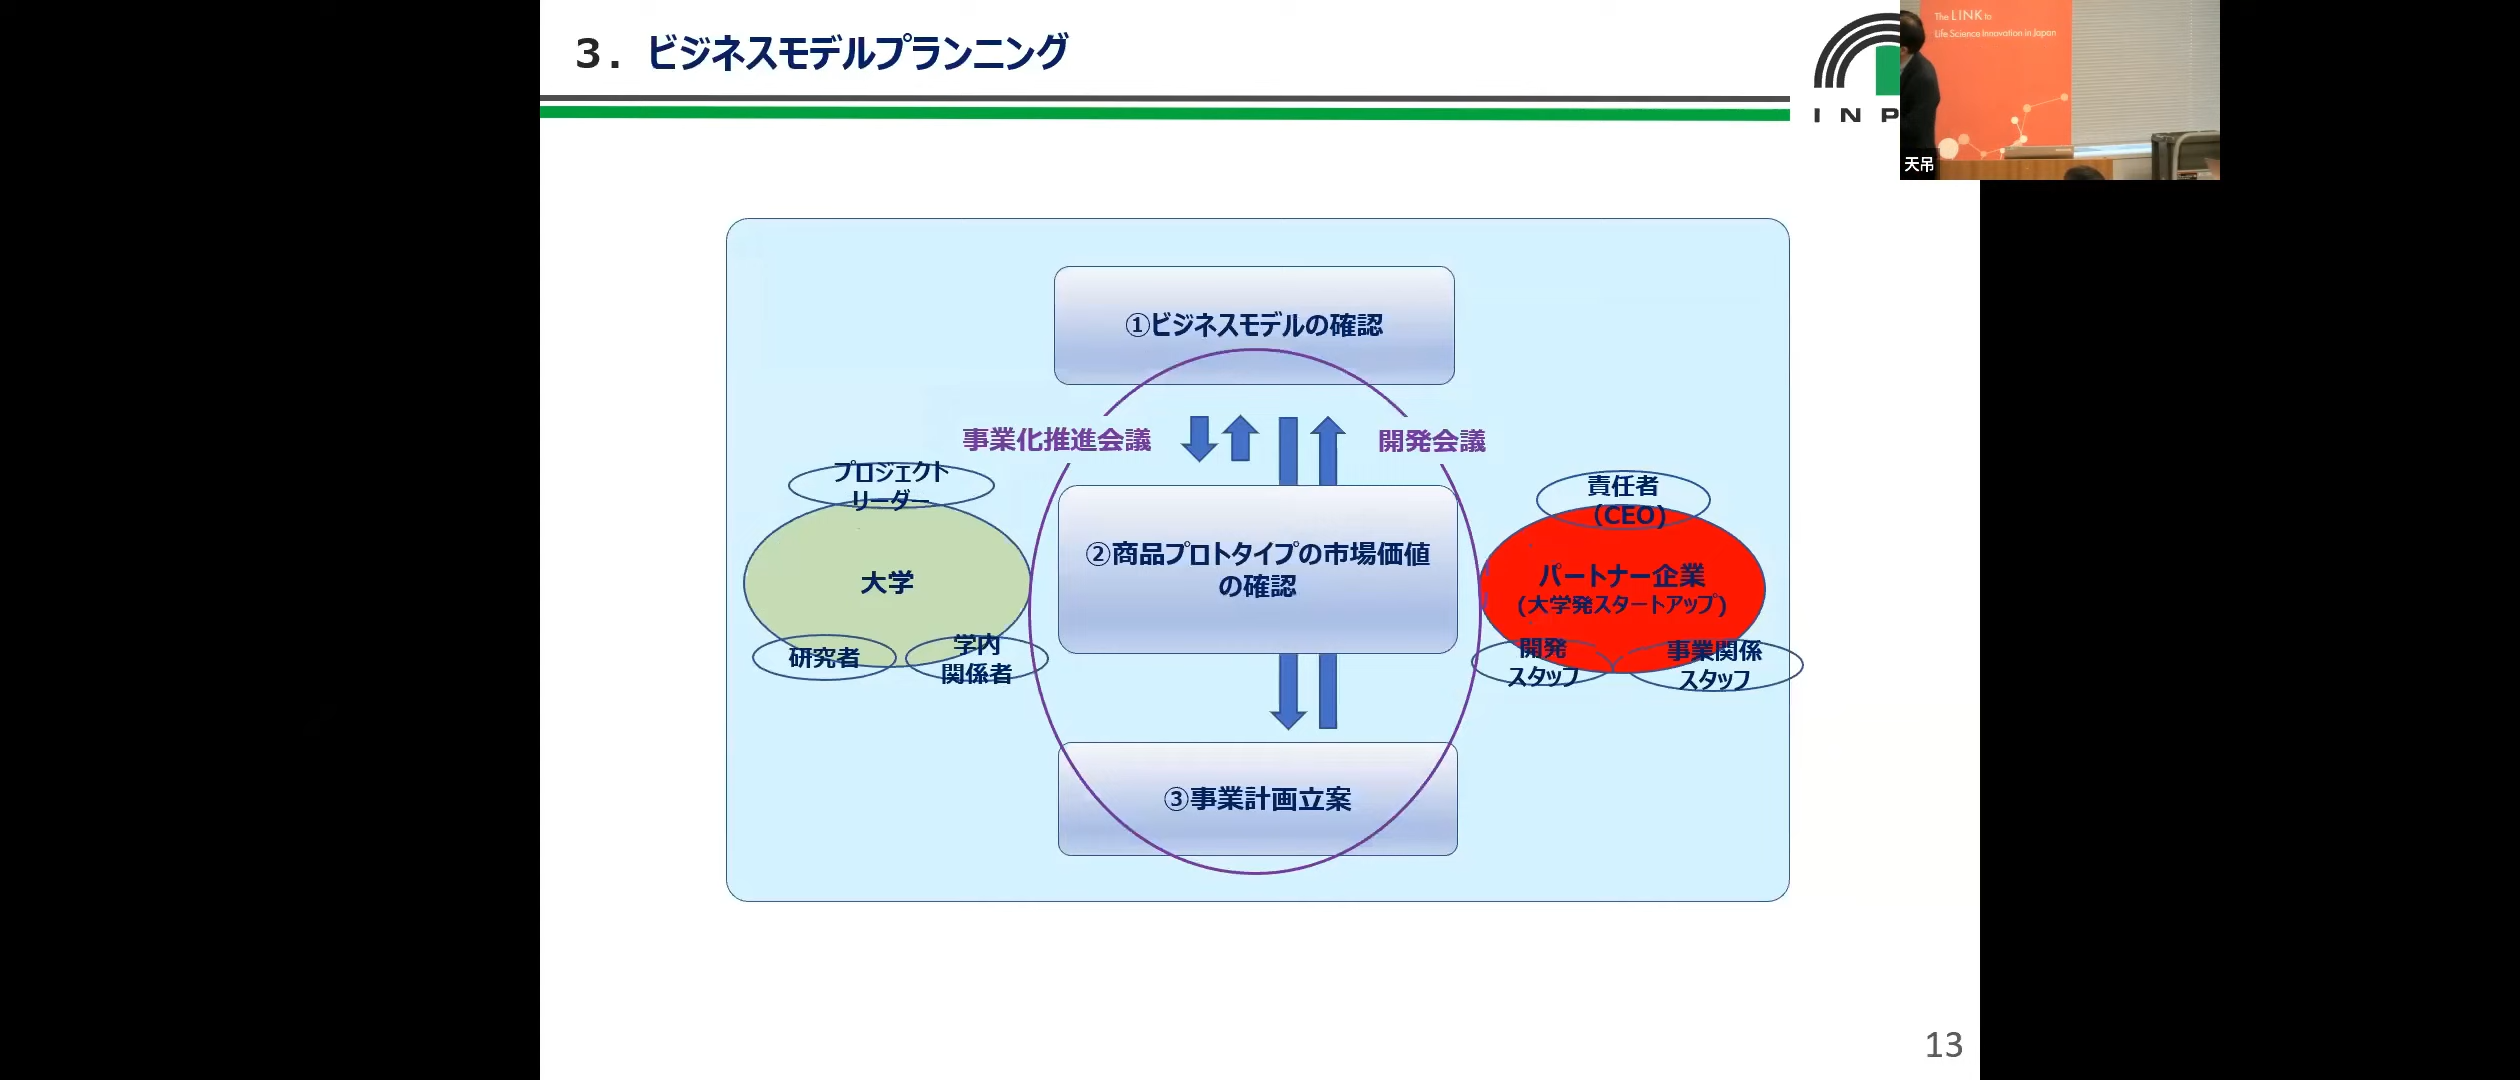 3．ビジネスモデルプランニング
INP
The LINK to
Life Science Innovation in Japan
天吊
①ビジネスモデルの確認
事業化推進会議
開発会議
プロジェクト
リーダー
大学
研究者
学内
関係者
②商品プロトタイプの市場価値
の確認
責任者
（CEO）
パートナー企業
(大学発スタートアップ)
開発
スタッフ
事業関係
スタッフ
③事業計画立案
13